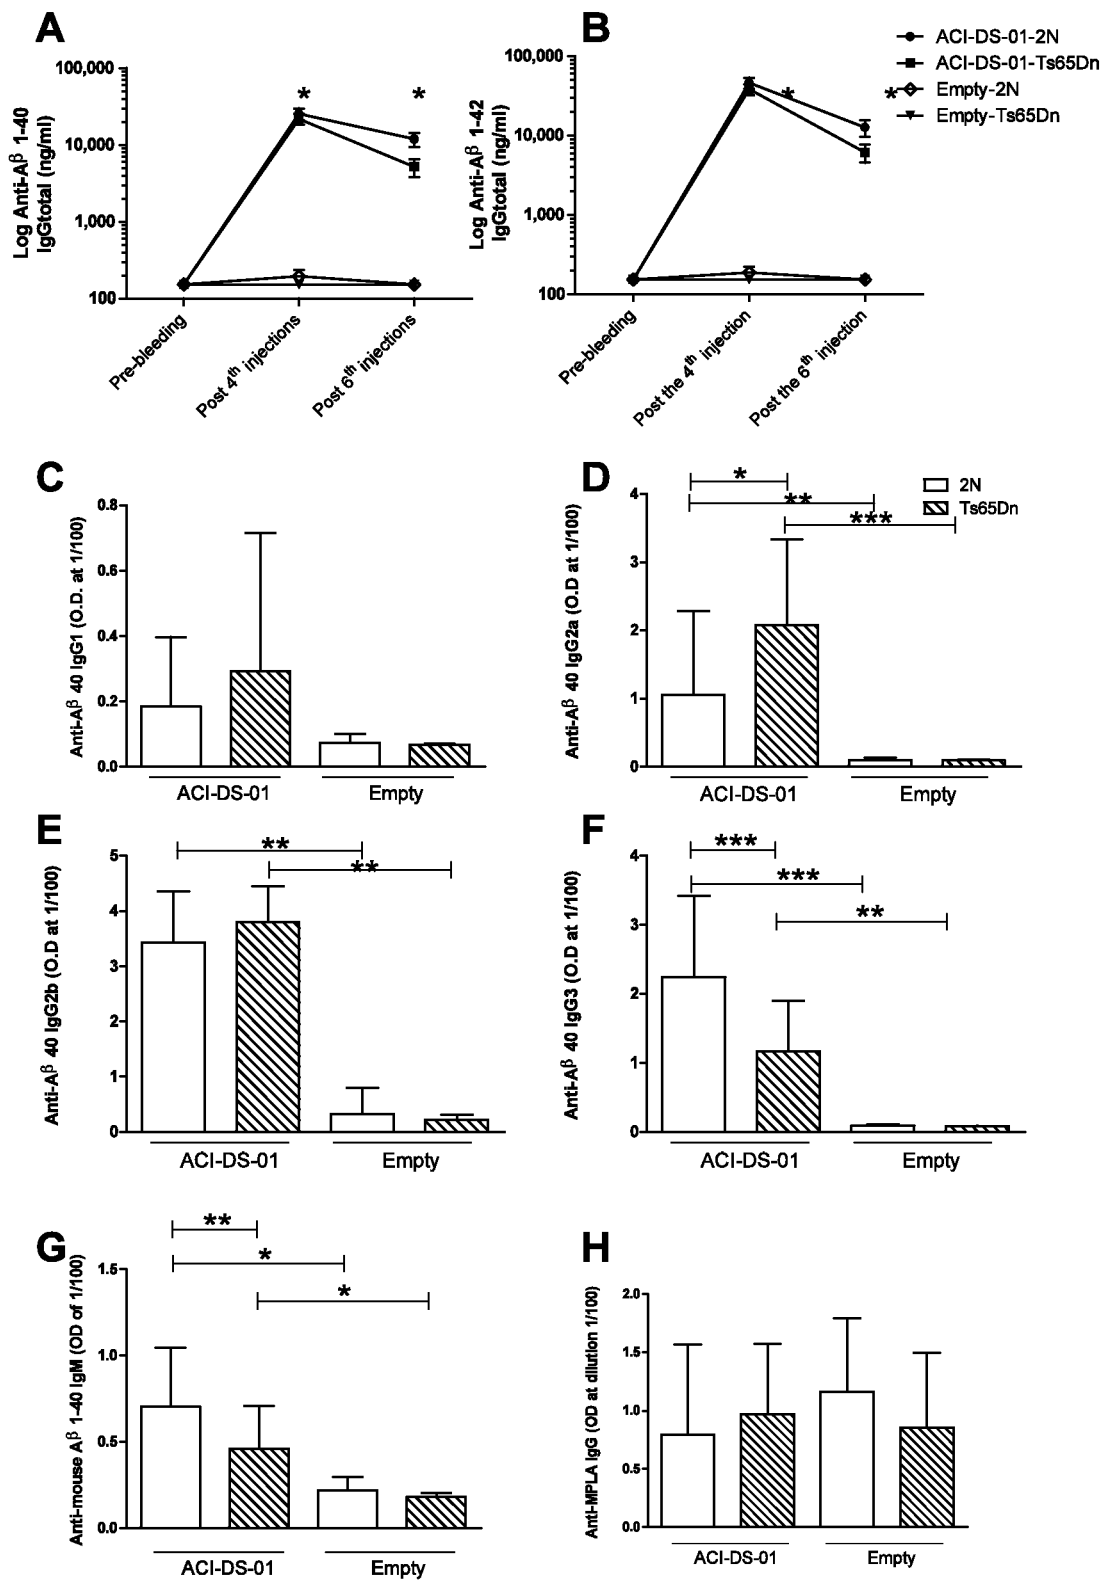 A
Log Anti-Aβ 1-40
IgGtotal (ng/ml)
100,000
10,000
1,000
100
*
*
Pre-bleeding
Post 4th injections
Post 6th injections
B
Log Anti-Aβ 1-42
IgGtotal (ng/ml)
100,000
10,000
1,000
100
*
*
Pre-bleeding
Post the 4th injection
Post the 6th injection
ACI-DS-01-2N
ACI-DS-01-Ts65Dn
Empty-2N
Empty-Ts65Dn
C
Anti-Aβ 40 IgG1 (O.D. at 1/100)
0.8
0.6
0.4
0.2
0.0
ACI-DS-01
Empty
D
Anti-Aβ 40 IgG2a (O.D at 1/100)
4
3
2
1
0
*
**
***
2N
Ts65Dn
ACI-DS-01
Empty
E
Anti-Aβ 40 IgG2b (O.D at 1/100)
5
4
3
2
1
0
**
**
ACI-DS-01
Empty
F
Anti-Aβ 40 IgG3 (O.D at 1/100)
4
3
2
1
0
***
***
**
ACI-DS-01
Empty
G
Anti-mouse Aβ 1-40 IgM (OD of 1/100)
1.5
1.0
0.5
0.0
**
*
*
ACI-DS-01
Empty
H
Anti-MPLA IgG (OD at dilution 1/100)
2.0
1.5
1.0
0.5
0.0
ACI-DS-01
Empty